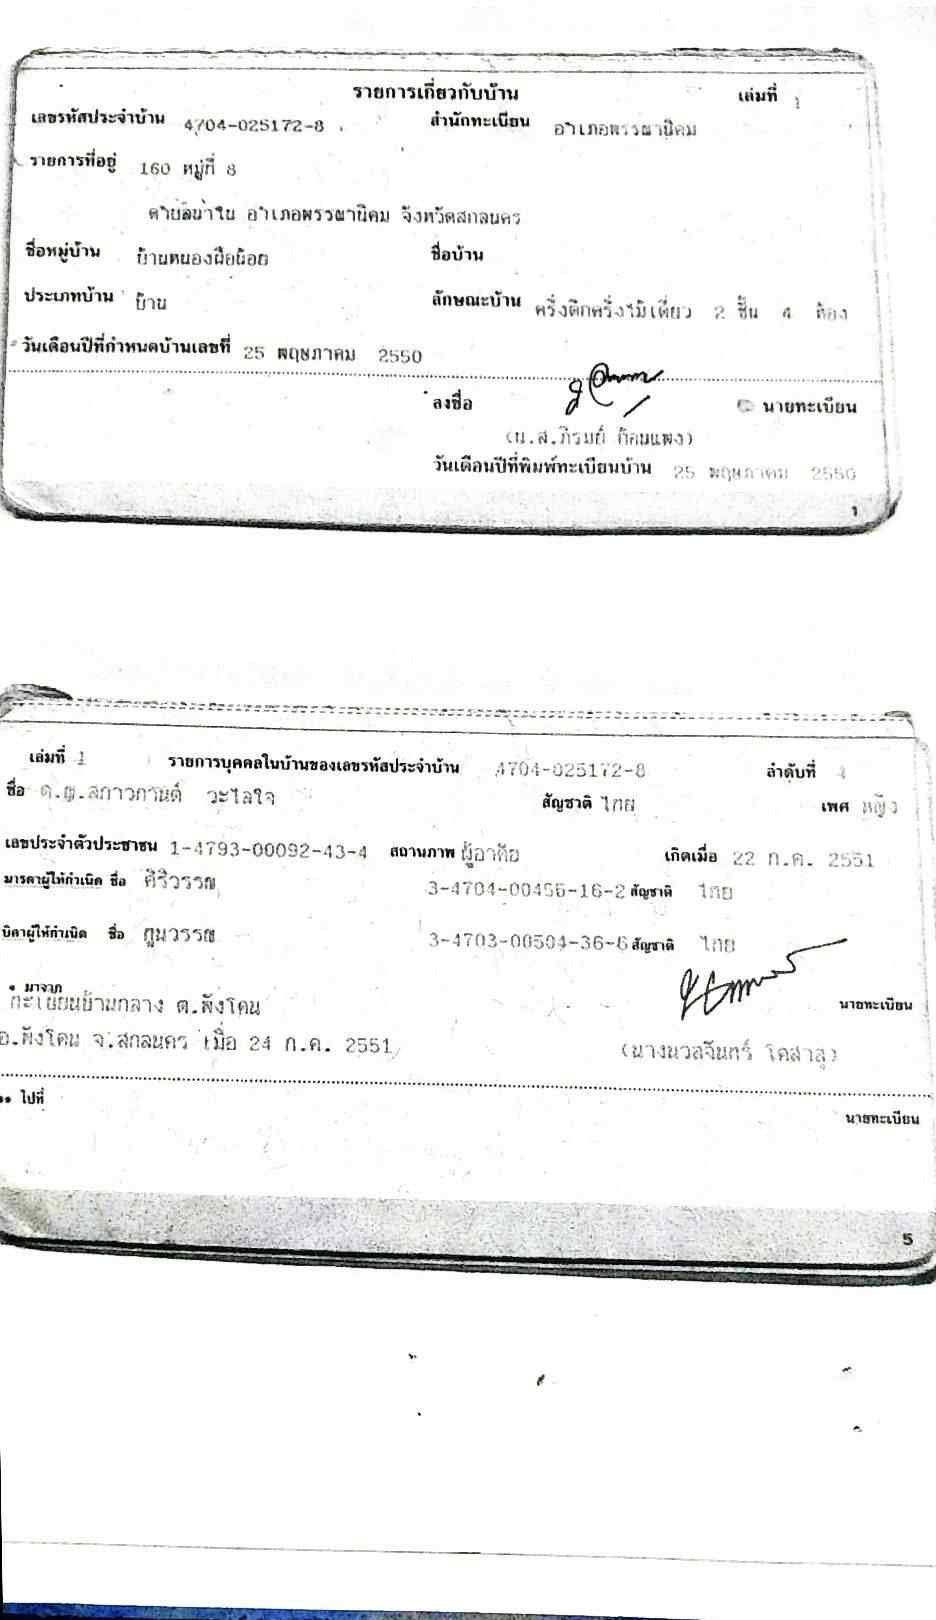 รายการเกี่ยวกับบ้าน เล่มที่ 1
เลขรหัสประจำบ้าน 4704-025172-8 สำนักทะเบียน อำเภอพรรณานิคม
รายการที่อยู่ 160 หมู่ที่ 8
ตำบลนาใน อำเภอพรรณานิคม จังหวัดสกลนคร
ชื่อหมู่บ้าน บ้านหนองผือน้อย ชื่อบ้าน
ประเภทบ้าน บ้าน ลักษณะบ้าน ครึ่งตึกครึ่งไม้เดี่ยว 2 ชั้น 4 ห้อง
วันเดือนปีที่กำหนดบ้านเลขที่ 25 พฤษภาคม 2550
ลงชื่อ นายทะเบียน
(น.ส.ภิรมย์ ก้อนแพง)
วันเดือนปีที่พิมพ์ทะเบียนบ้าน 25 พฤษภาคม 2550
1
เล่มที่ 1 รายการบุคคลในบ้านของเลขรหัสประจำบ้าน 4704-025172-8 ลำดับที่
ชื่อ ด.ญ.สภาวกานต์ วะไลใจ สัญชาติ ไทย เพศ หญิง
เลขประจำตัวประชาชน 1-4793-00092-43-4 สถานภาพ ผู้อาศัย เกิดเมื่อ 22 ก.ค. 2551
มารดาผู้ให้กำเนิด ชื่อ ศิริวรรณ 3-4704-00456-16-2 สัญชาติ ไทย
บิดาผู้ให้กำเนิด ชื่อ ภูนวรรณ 3-4703-00504-36-6 สัญชาติ ไทย
* มาจาก
ทะเบียนบ้านกลาง ต.พังโคน นายทะเบียน
อ.พังโคน จ.สกลนคร เมื่อ 24 ก.ค. 2551 (นางนวลจันทร์ โคสาสุ)
** ไปที่
นายทะเบียน
5